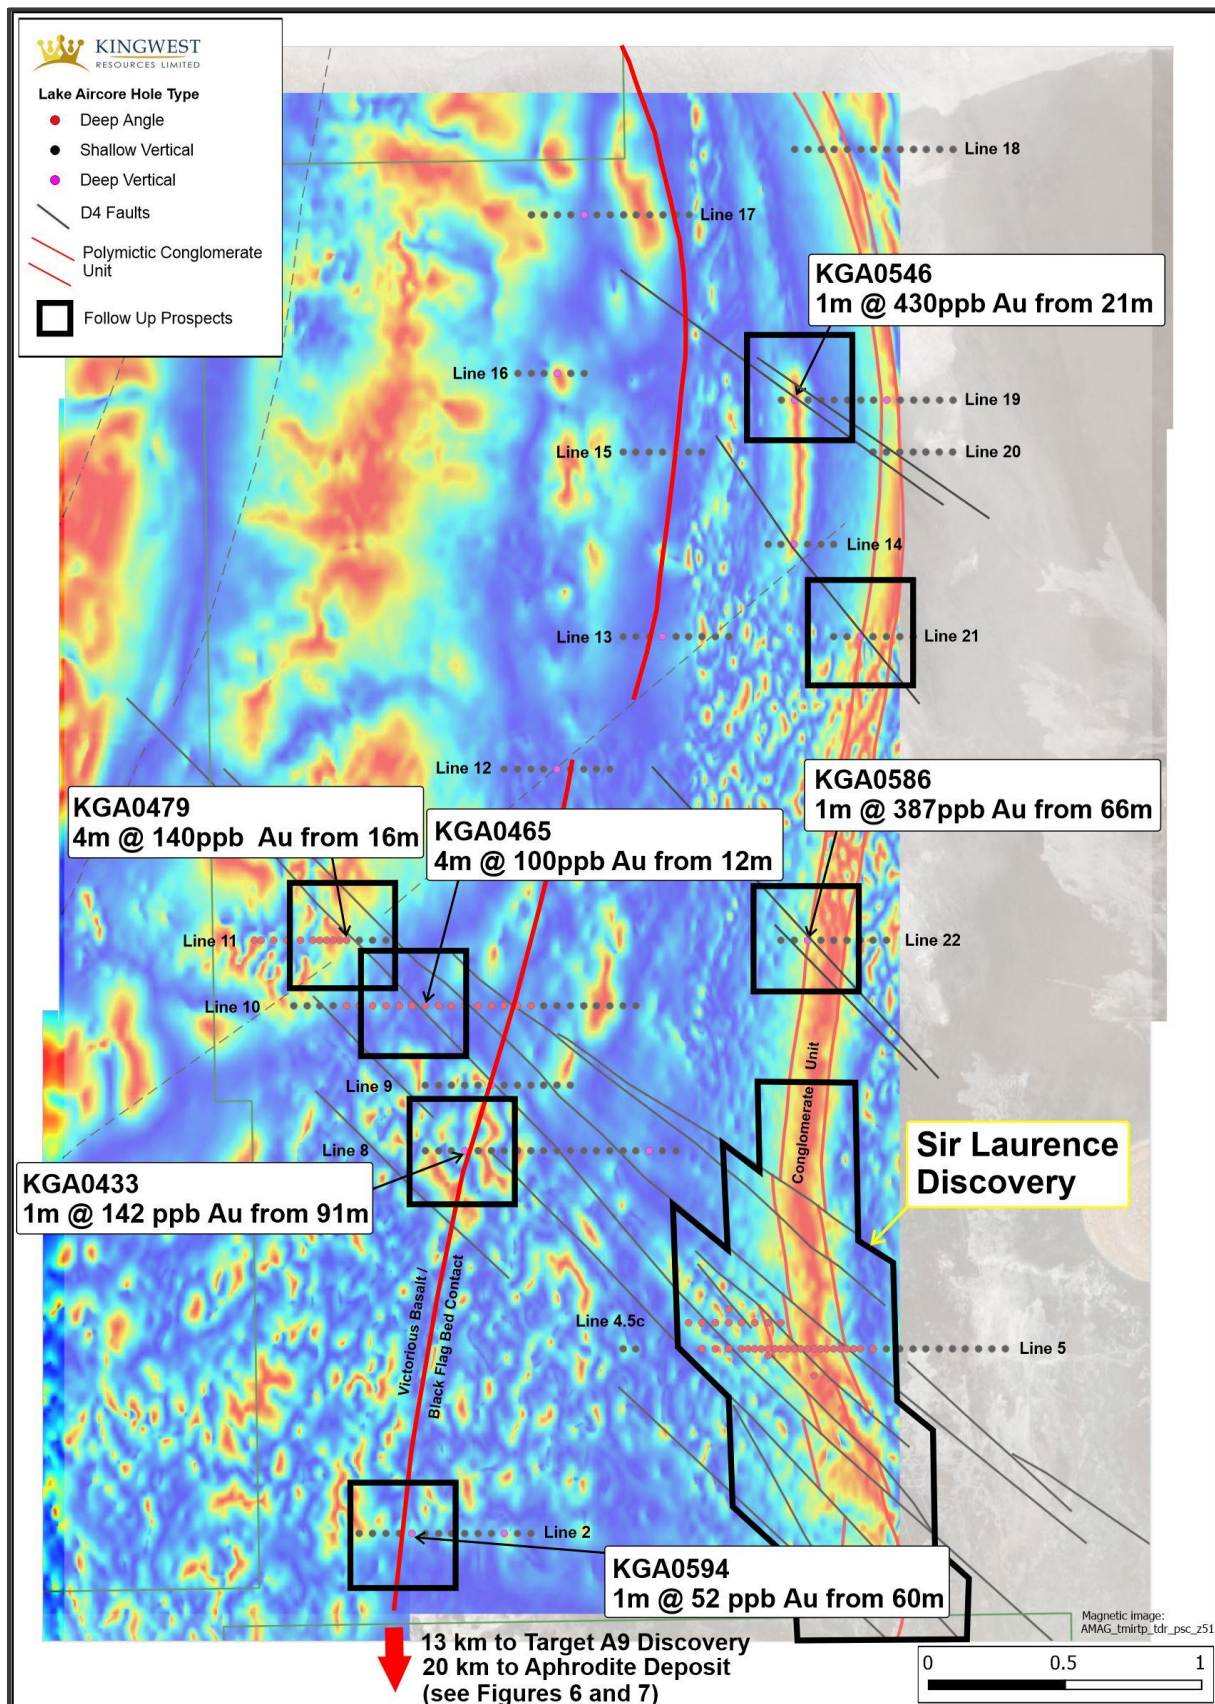 KINGWEST
RESOURCES LIMITED
Lake Aircore Hole Type
Deep Angle
Shallow Vertical
Deep Vertical
D4 Faults
Polymictic Conglomerate
Unit
Follow Up Prospects
Line 18
Line 17
KGA0546
1m @ 430ppb Au from 21m
Line 16
Line 19
Line 15
Line 20
Line 14
Line 13
Line 21
Line 12
KGA0479
4m @ 140ppb Au from 16m
KGA0465
4m @ 100ppb Au from 12m
KGA0586
1m @ 387ppb Au from 66m
Line 11
Line 22
Line 10
Line 9
Conglomerate Unit
Line 8
Sir Laurence
Discovery
KGA0433
1m @ 142 ppb Au from 91m
Victorious Basalt /
Black Flag Bed Contact
Line 4.5c
Line 5
Line 2
KGA0594
1m @ 52 ppb Au from 60m
13 km to Target A9 Discovery
20 km to Aphrodite Deposit
(see Figures 6 and 7)
Magnetic image:
AMAG_tmirtp_tdr_psc_z51
0 0.5 1